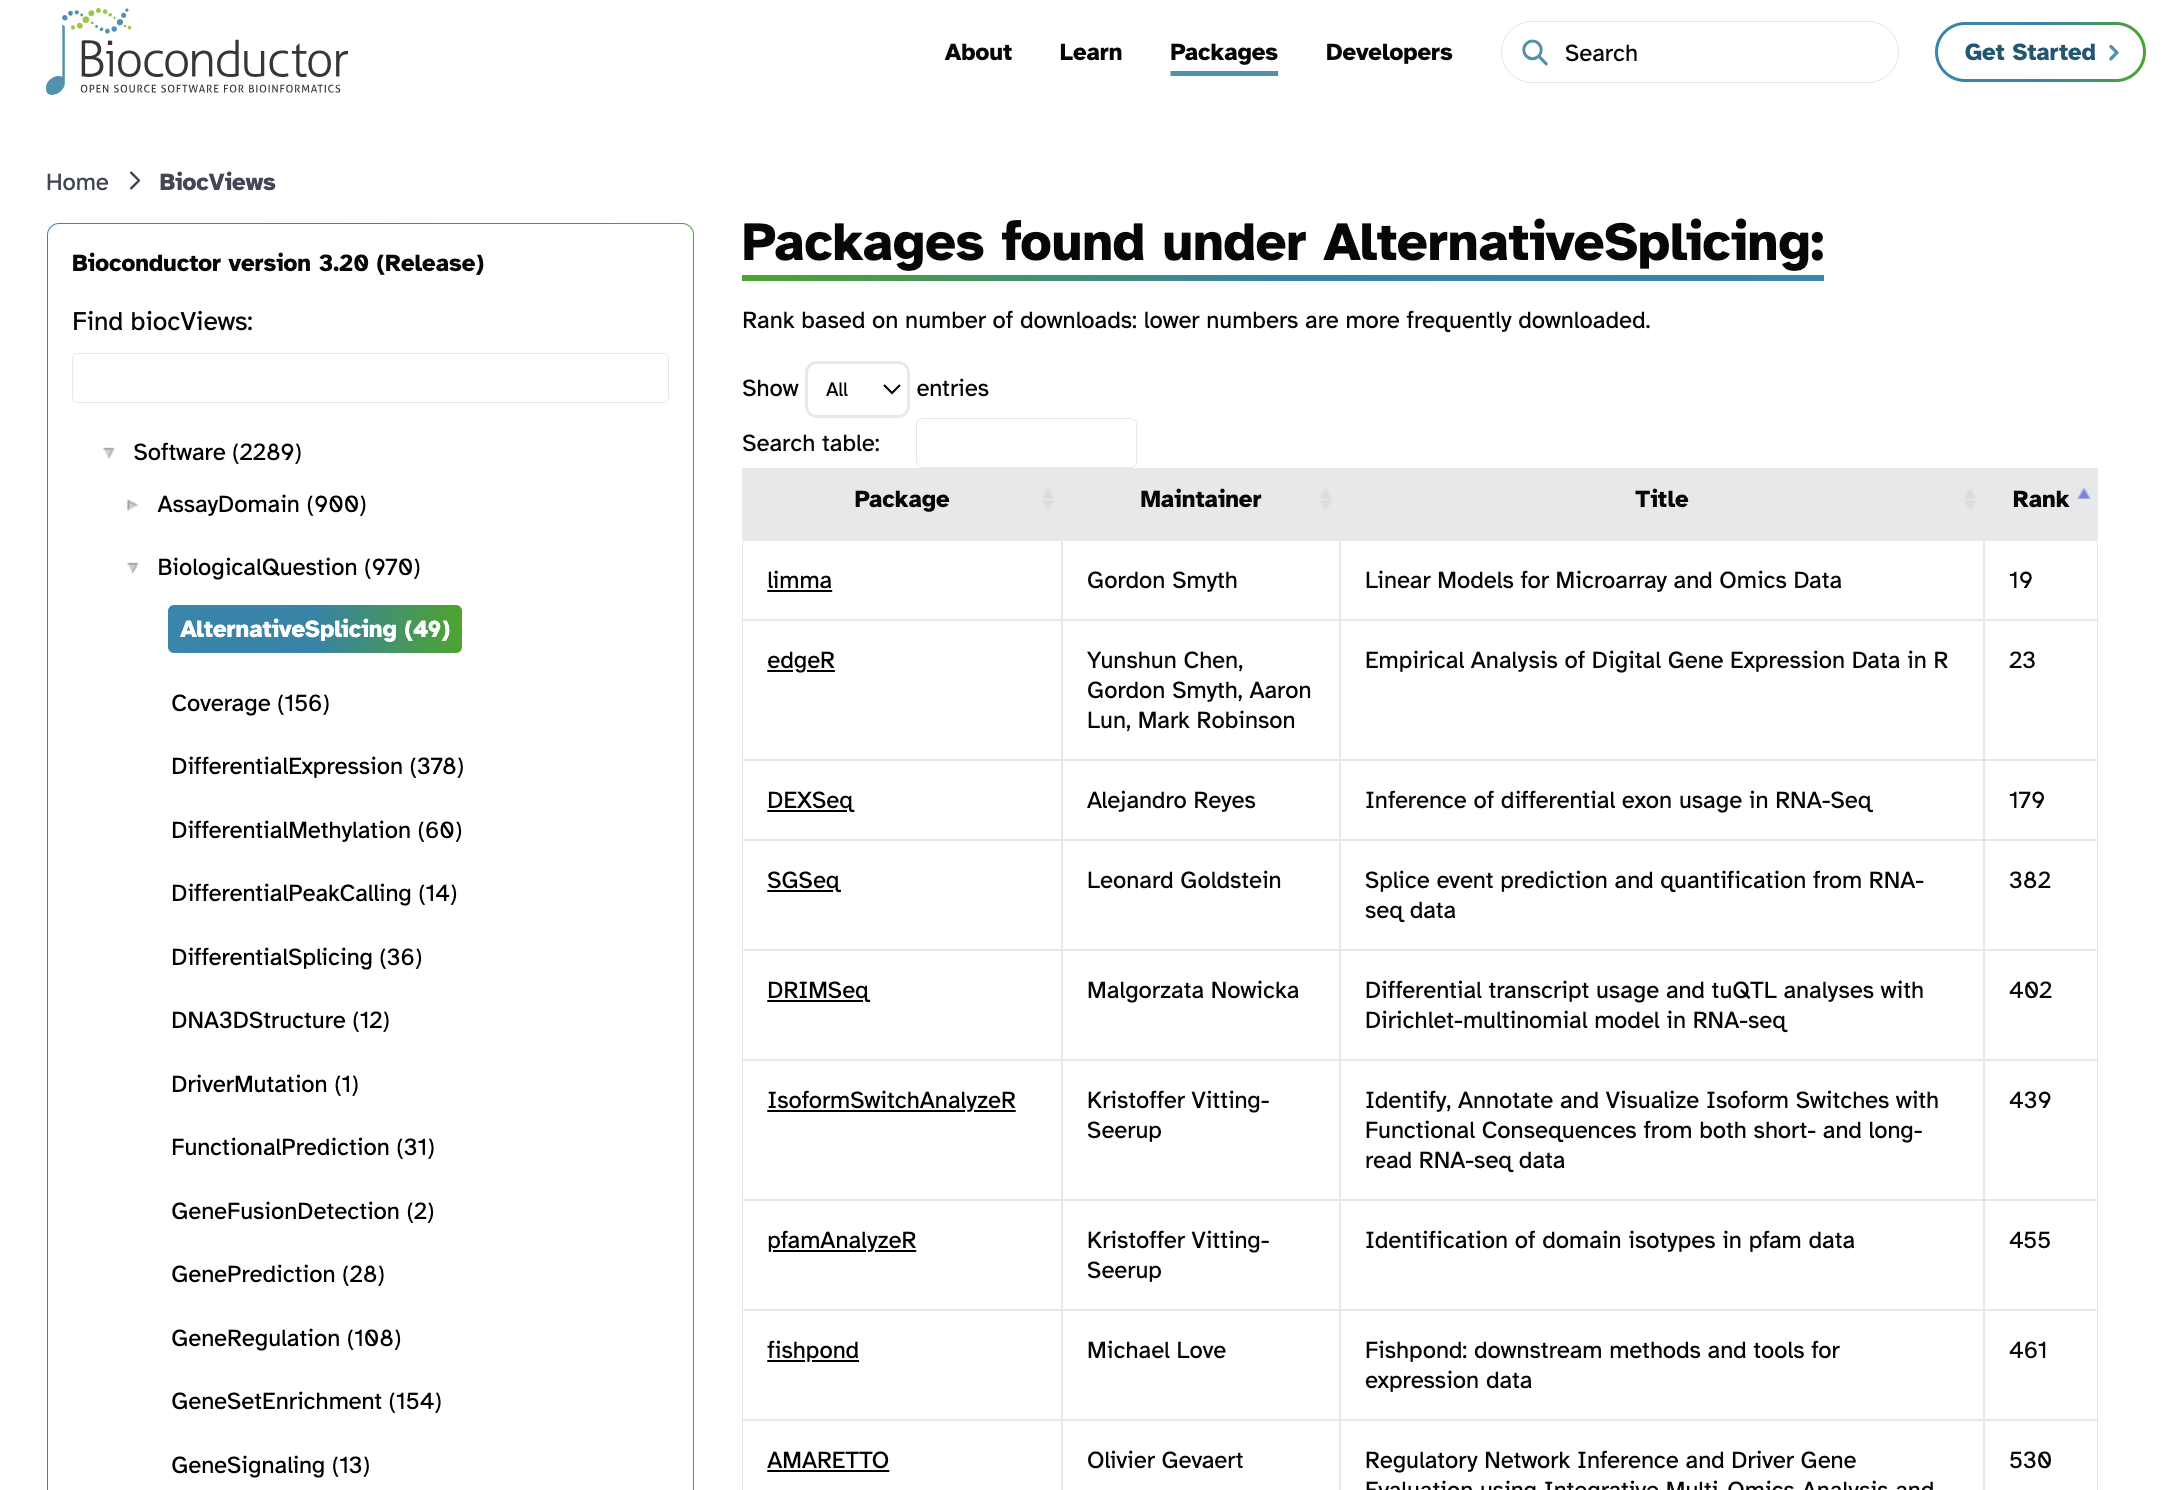 Bioconductor
OPEN SOURCE SOFTWARE FOR BIOINFORMATICS
About
Learn
Packages
Developers
Search
Get Started
Home
BiocViews
Bioconductor version 3.20 (Release)
Find biocViews:
Software (2289)
AssayDomain (900)
BiologicalQuestion (970)
AlternativeSplicing (49)
Coverage (156)
DifferentialExpression (378)
DifferentialMethylation (60)
DifferentialPeakCalling (14)
DifferentialSplicing (36)
DNA3DStructure (12)
DriverMutation (1)
FunctionalPrediction (31)
GeneFusionDetection (2)
GenePrediction (28)
GeneRegulation (108)
GeneSetEnrichment (154)
GeneSignaling (13)
Packages found under AlternativeSplicing:
Rank based on number of downloads: lower numbers are more frequently downloaded.
Show All entries
Search table:
Package Maintainer Title Rank
limma
Gordon Smyth
Linear Models for Microarray and Omics Data
19
edgeR
Yunshun Chen,
Gordon Smyth, Aaron
Lun, Mark Robinson
Empirical Analysis of Digital Gene Expression Data in R
23
DEXSeq
Alejandro Reyes
Inference of differential exon usage in RNA-Seq
179
SGSeq
Leonard Goldstein
Splice event prediction and quantification from RNA-
seq data
382
DRIMSeq
Malgorzata Nowicka
Differential transcript usage and tuQTL analyses with
Dirichlet-multinomial model in RNA-seq
402
IsoformSwitchAnalyzeR
Kristoffer Vitting-
Seerup
Identify, Annotate and Visualize Isoform Switches with
Functional Consequences from both short- and long-
read RNA-seq data
439
pfamAnalyzeR
Kristoffer Vitting-
Seerup
Identification of domain isotypes in pfam data
455
fishpond
Michael Love
Fishpond: downstream methods and tools for
expression data
461
AMARETTO
Olivier Gevaert
Regulatory Network Inference and Driver Gene
Evaluation using Integrative Multi-Omics Analysis and
530